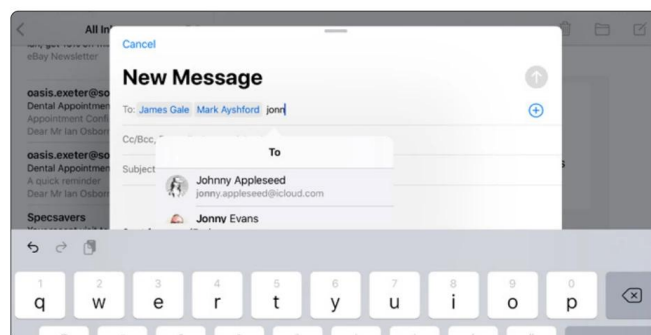 All In
eBay Newsletter
oasis.exeter@so
Dental Appointmen
Appointment Confi
Dear Mr Ian Osborn
oasis.exeter@so
Dental Appointmen
A quick reminder
Dear Mr Ian Osborn
Specsavers
Cancel
New Message
To: James Gale Mark Ayshford jonn
Cc/Bcc,
To
Subject
Johnny Appleseed
jonny.appleseed@icloud.com
Jonny Evans
1 2 3 4 5 6 7 8 9 0
q w e r t y u i o p